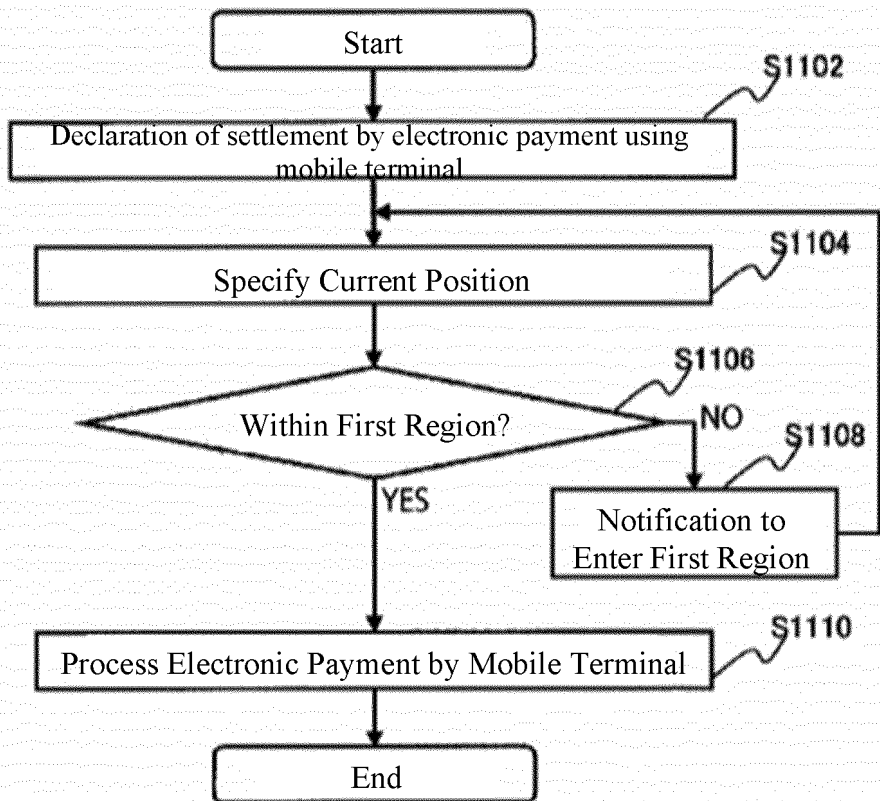 Start
S1102
Declaration of settlement by electronic payment using
mobile terminal
S1104
Specify Current Position
S1106
Within First Region?
NO
S1108
YES
Notification to
Enter First Region
S1110
Process Electronic Payment by Mobile Terminal
End